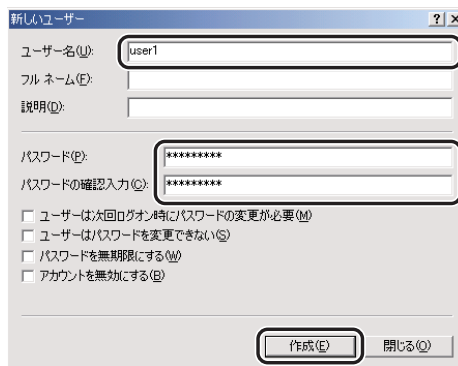 新しいユーザー
ユーザー名(U): user1
フル ネーム(F):
説明(D):
パスワード(P): *********
パスワードの確認入力(C): *********
ユーザーは次回ログオン時にパスワードの変更が必要(M)
ユーザーはパスワードを変更できない(S)
パスワードを無期限にする(W)
アカウントを無効にする(B)
作成(E) 閉じる(O)